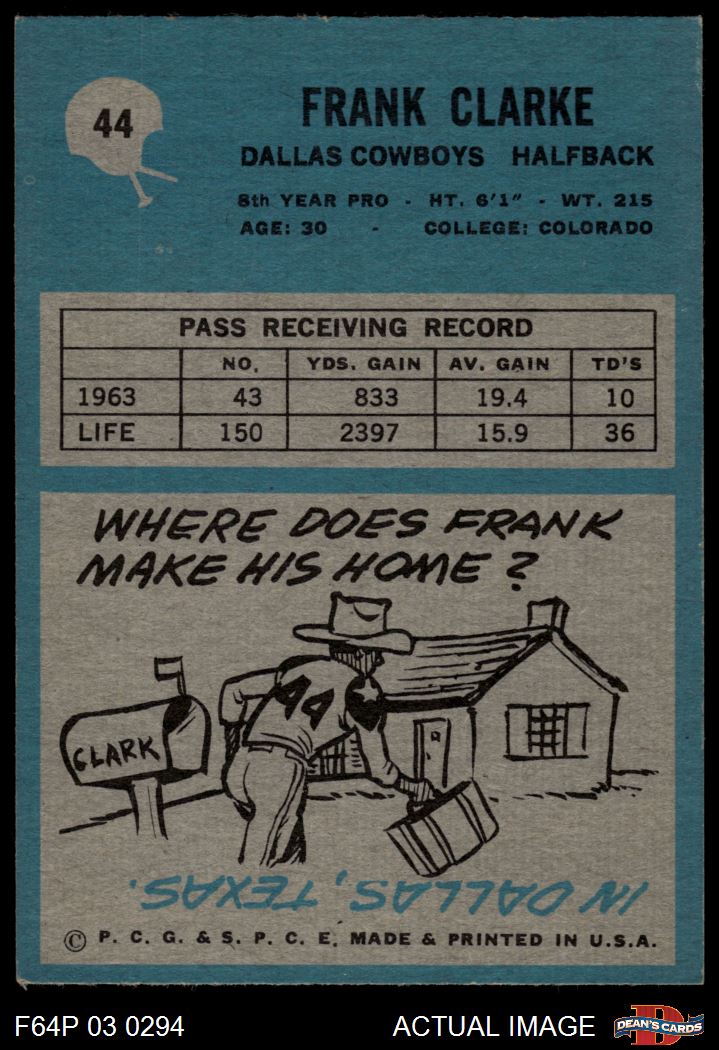 44
FRANK CLARKE
DALLAS COWBOYS HALFBACK
8th YEAR PRO - HT. 6'1" - WT. 215
AGE: 30 - COLLEGE: COLORADO
PASS RECEIVING RECORD
NO. YDS. GAIN AV. GAIN TD'S
1963 43 833 19.4 10
LIFE 150 2397 15.9 36
WHERE DOES FRANK
MAKE HIS HOME?
CLARK
44
IN DALLAS, TEXAS.
© P. C. G. & S. P. C. E. MADE & PRINTED IN U.S.A.
F64P 03 0294 ACTUAL IMAGE D DEAN'S CARDS